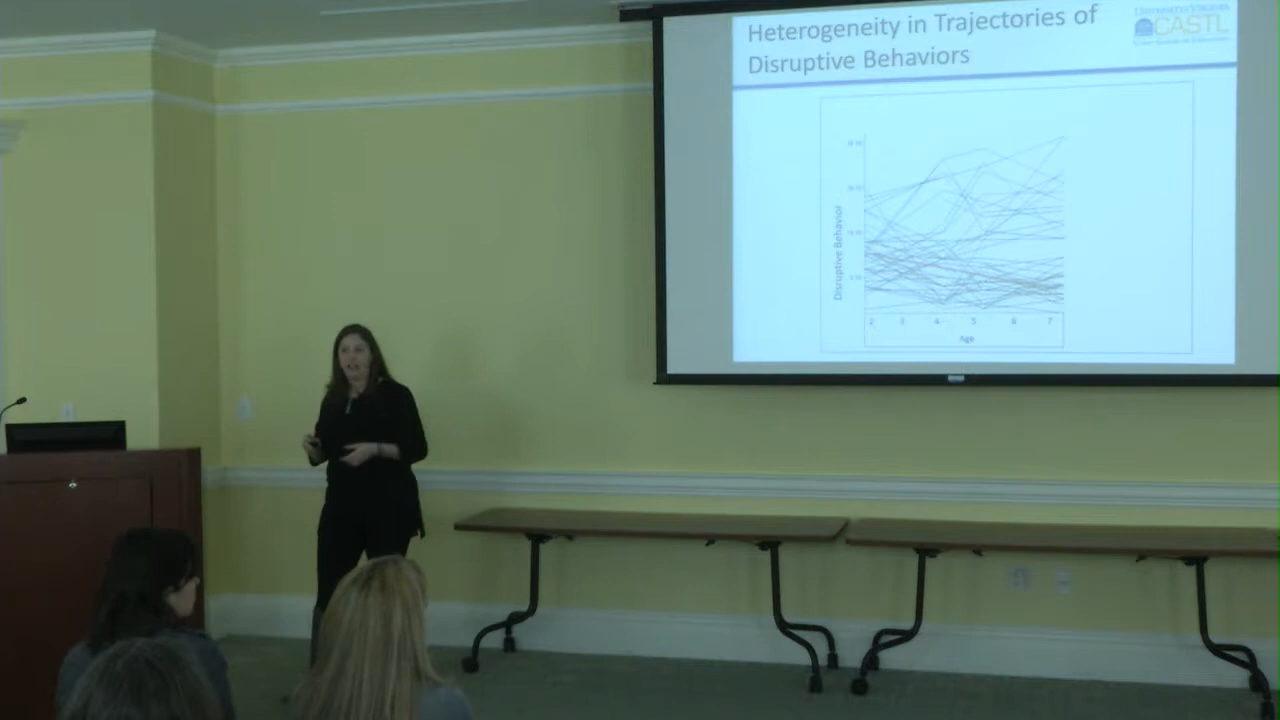 Heterogeneity in Trajectories of
Disruptive Behaviors
CASTL
Disruptive Behavior
2 3 4 5 6 7
Age